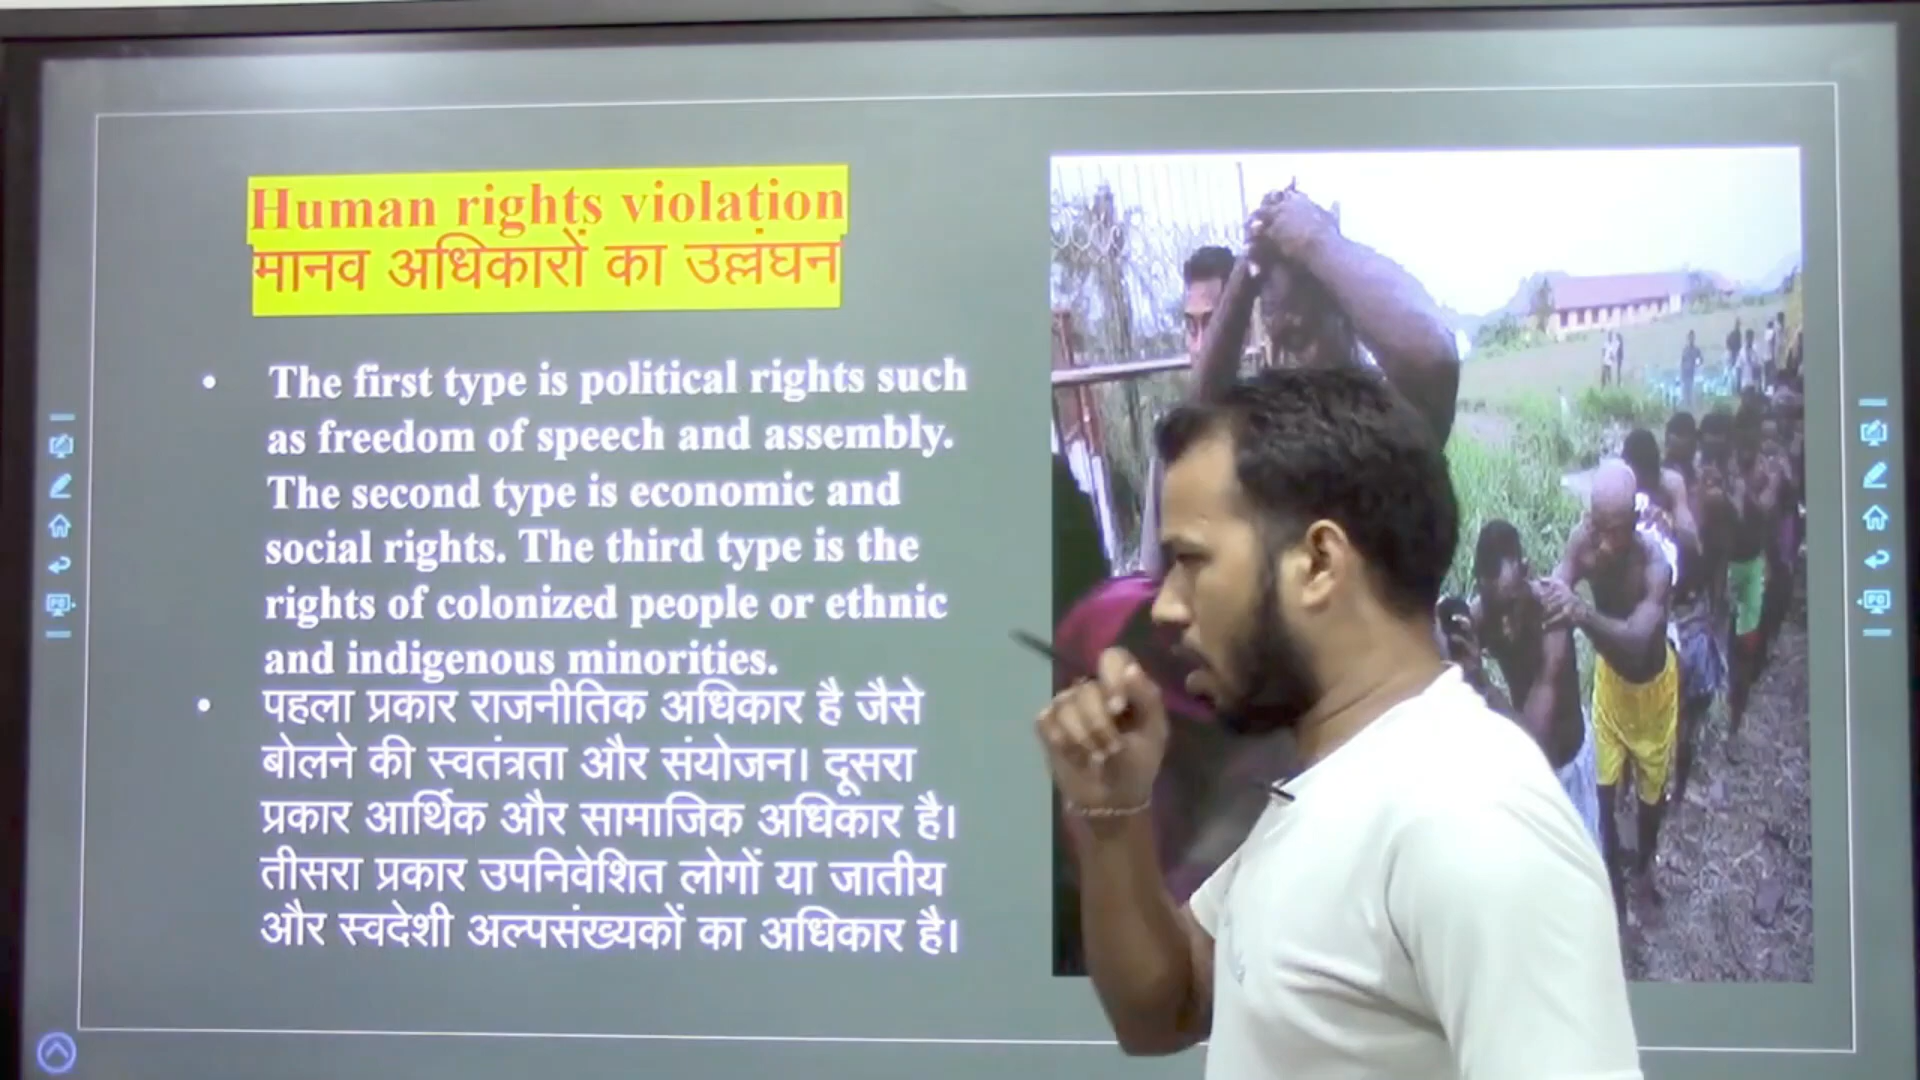 Human rights violation
मानव अधिकारों का उल्लंघन
• The first type is political rights such
as freedom of speech and assembly.
The second type is economic and
social rights. The third type is the
rights of colonized people or ethnic
and indigenous minorities.
• पहला प्रकार राजनीतिक अधिकार है जैसे
बोलने की स्वतंत्रता और संयोजन। दूसरा
प्रकार आर्थिक और सामाजिक अधिकार है।
तीसरा प्रकार उपनिवेशित लोगों या जातीय
और स्वदेशी अल्पसंख्यकों का अधिकार है।